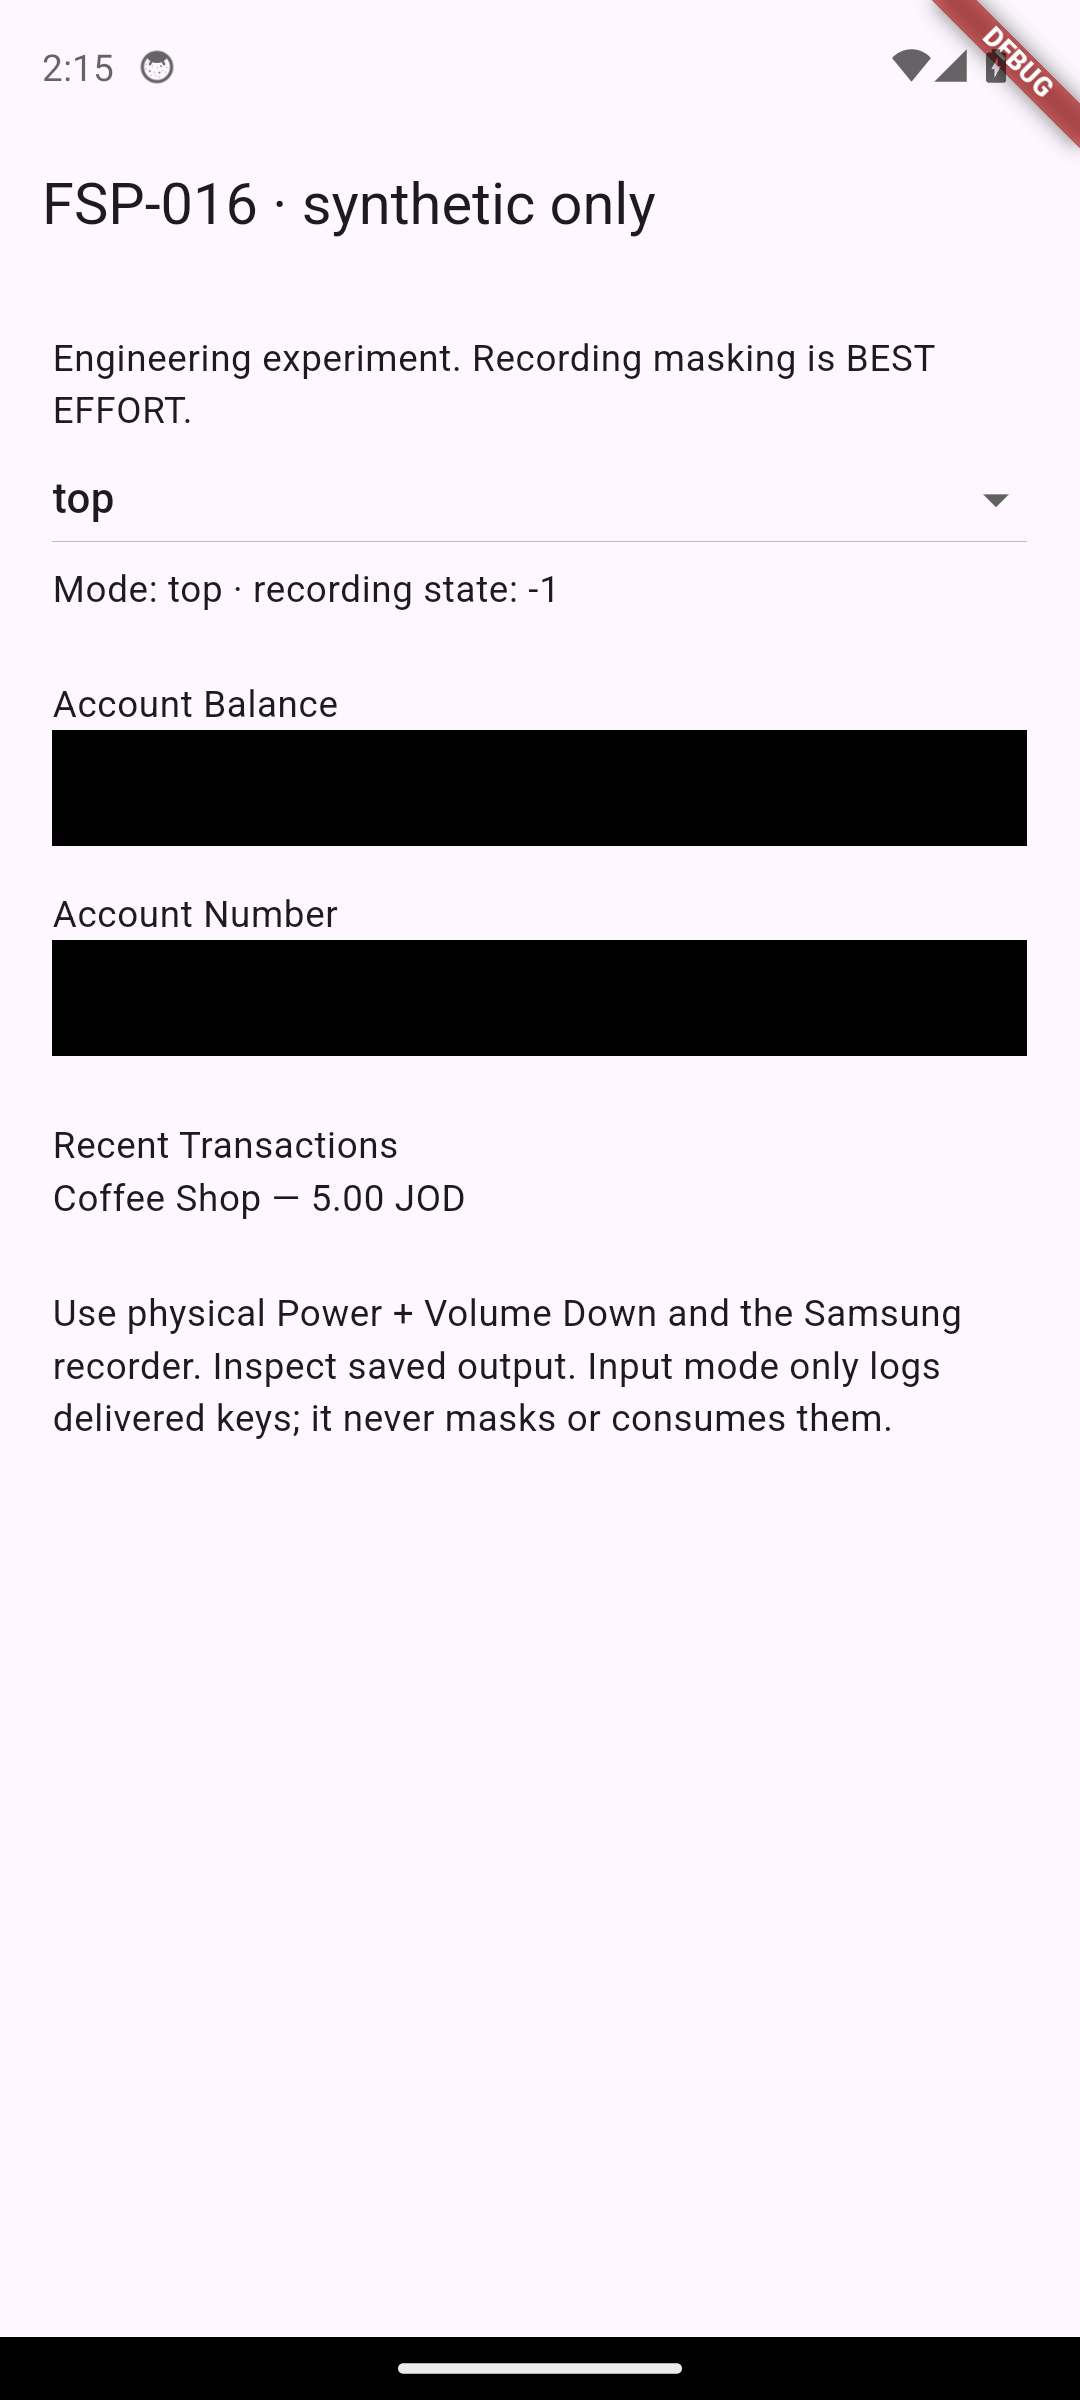 2:15
DEBUG
FSP-016 · synthetic only
Engineering experiment. Recording masking is BEST
EFFORT.
top
Mode: top · recording state: -1
Account Balance
Account Number
Recent Transactions
Coffee Shop — 5.00 JOD
Use physical Power + Volume Down and the Samsung
recorder. Inspect saved output. Input mode only logs
delivered keys; it never masks or consumes them.